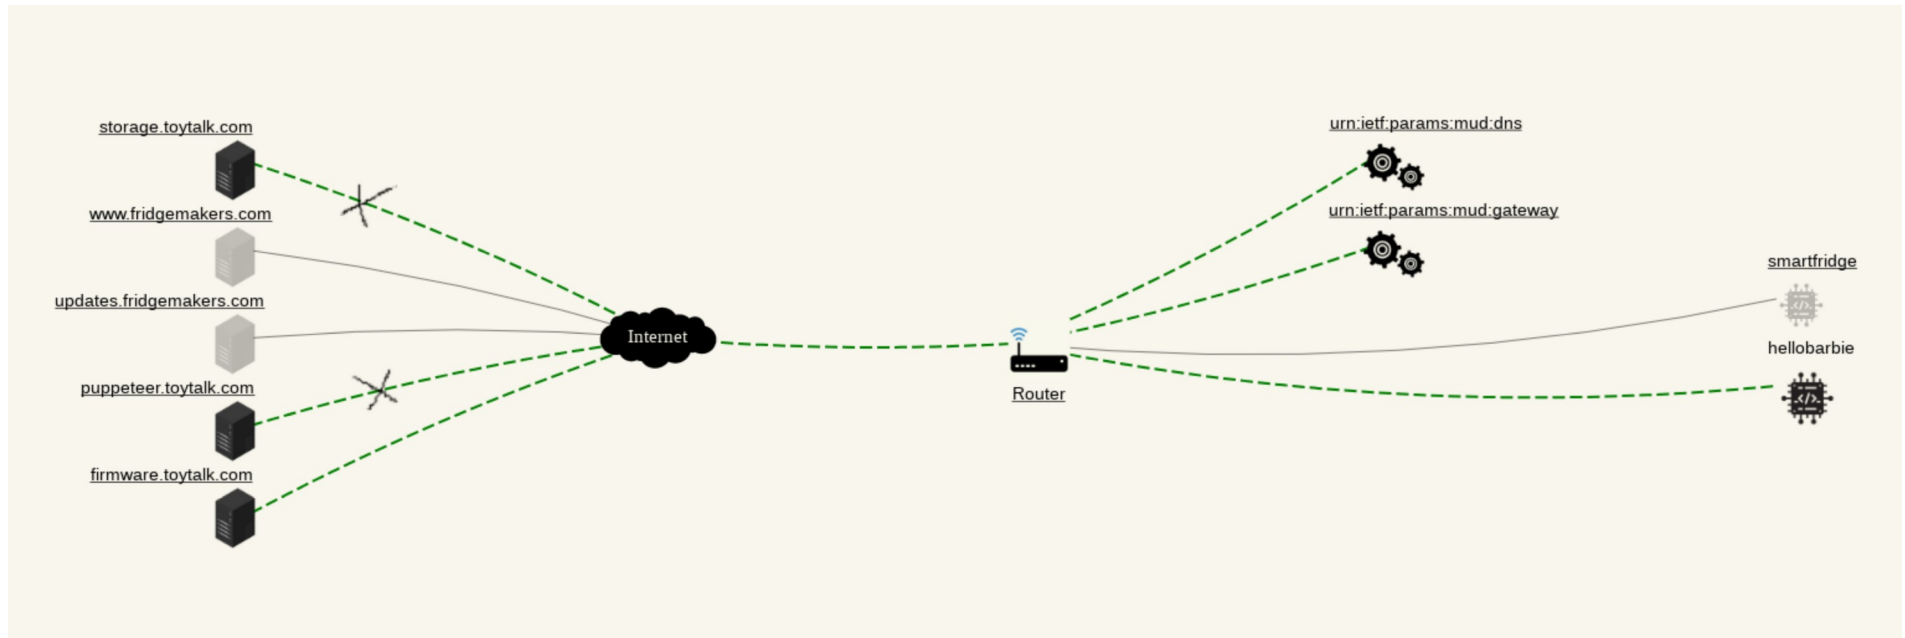 storage.toytalk.com
www.fridgemakers.com
updates.fridgemakers.com
puppeteer.toytalk.com
firmware.toytalk.com
Internet
Router
urn:ietf:params:mud:dns
urn:ietf:params:mud:gateway
smartfridge
hellobarbie